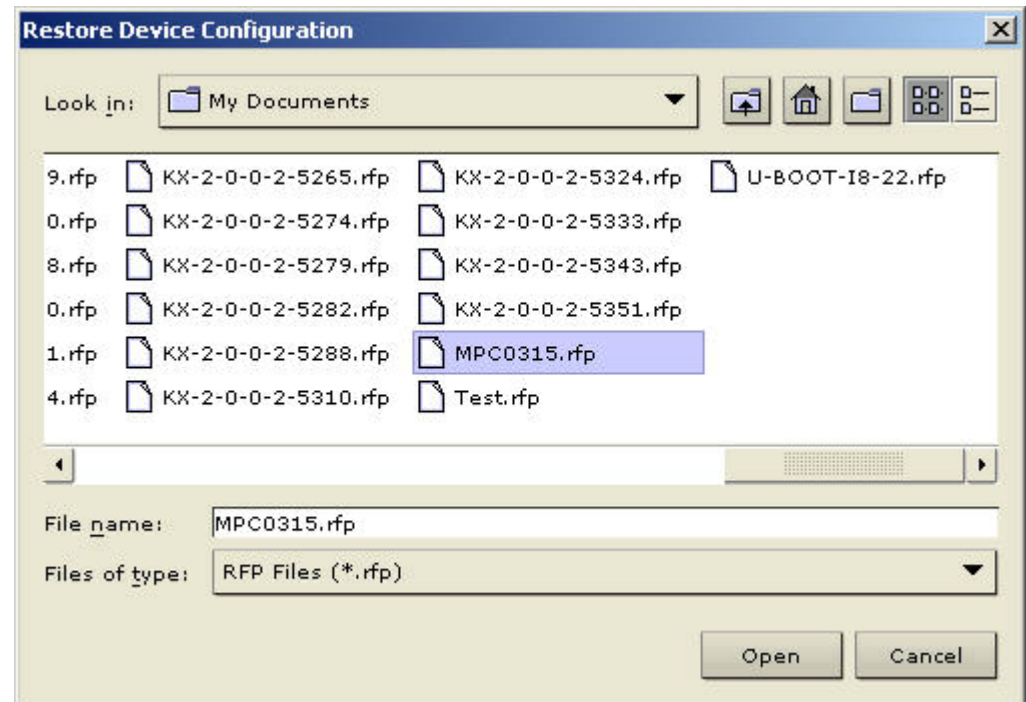 Restore Device Configuration
Look in: My Documents
9.rfp KX-2-0-0-2-5265.rfp KX-2-0-0-2-5324.rfp U-BOOT-I8-22.rfp
0.rfp KX-2-0-0-2-5274.rfp KX-2-0-0-2-5333.rfp
8.rfp KX-2-0-0-2-5279.rfp KX-2-0-0-2-5343.rfp
0.rfp KX-2-0-0-2-5282.rfp KX-2-0-0-2-5351.rfp
1.rfp KX-2-0-0-2-5288.rfp MPC0315.rfp
4.rfp KX-2-0-0-2-5310.rfp Test.rfp
File name: MPC0315.rfp
Files of type: RFP Files (*.rfp)
Open Cancel